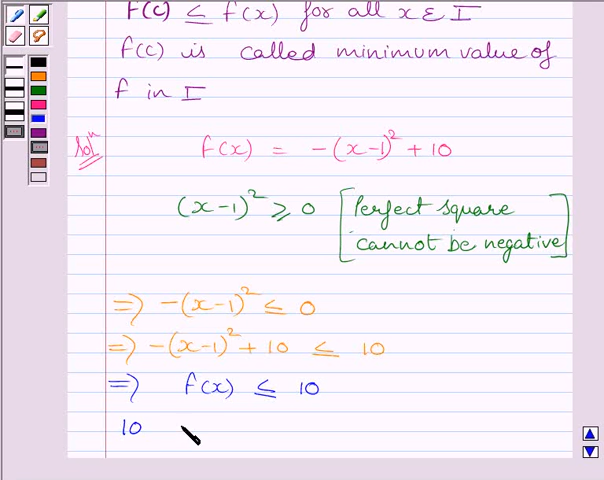 f(c) ≤ f(x) for all x ε I
f(c) is called minimum value of
f in I
Solⁿ f(x) = -(x-1)² + 10
(x-1)² ≥ 0 [Perfect square
cannot be negative]
=> -(x-1)² ≤ 0
=> -(x-1)² + 10 ≤ 10
=> f(x) ≤ 10
10